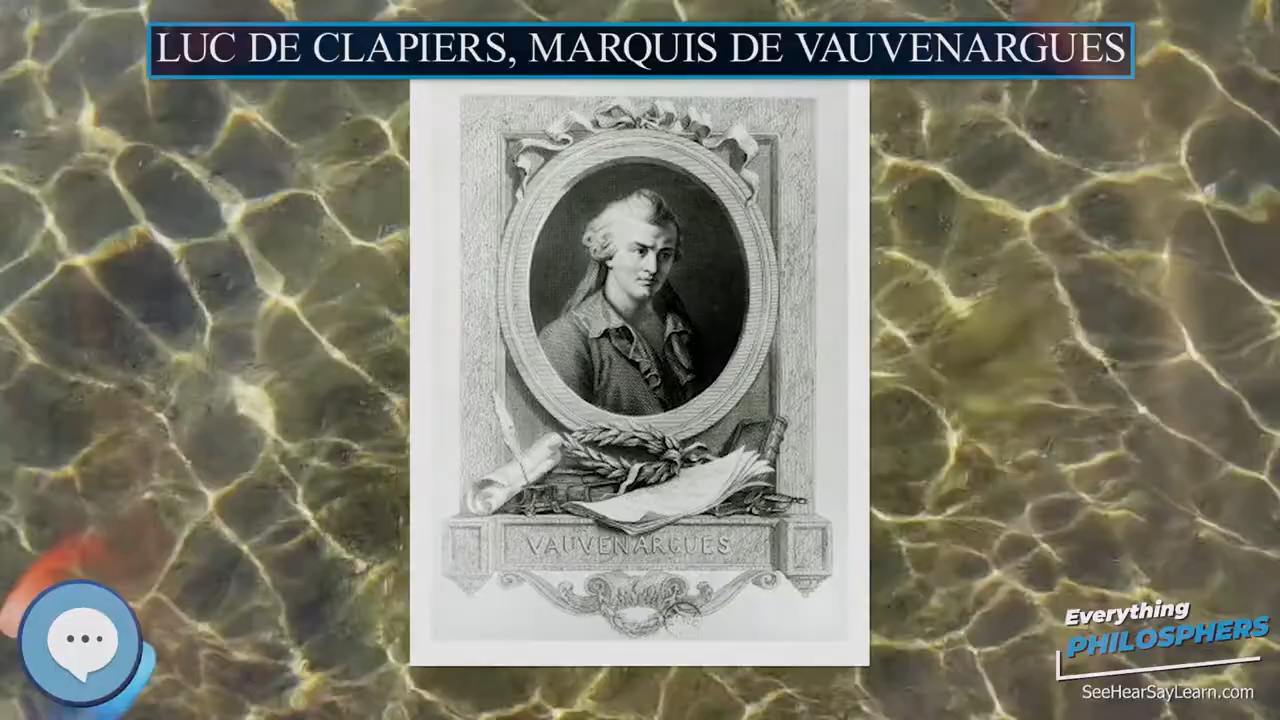 LUC DE CLAPIERS, MARQUIS DE VAUVENARGUES
VAUVENARGUES
Everything
PHILOSPHERS
SeeHearSayLearn.com